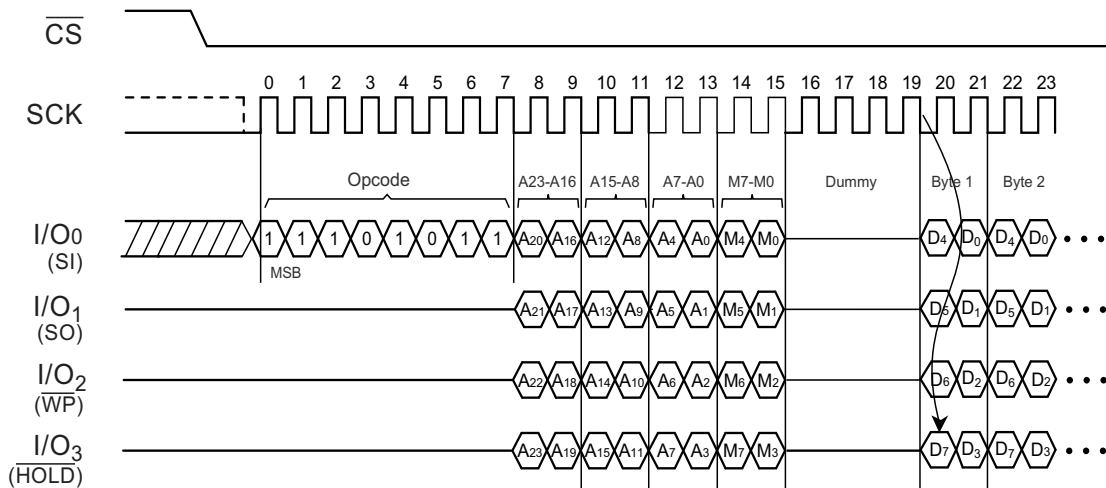 CS
0 1 2 3 4 5 6 7 8 9 10 11 12 13 14 15 16 17 18 19 20 21 22 23
SCK
Opcode A23-A16 A15-A8 A7-A0 M7-M0 Dummy Byte 1 Byte 2
I/O0 1 1 1 0 1 0 1 1 A20 A16 A12 A8 A4 A0 M4 M0 D4 D0 D4 D0
(SI) MSB
I/O1 A21 A17 A13 A9 A5 A1 M5 M1 D5 D1 D5 D1
(SO)
I/O2 A22 A18 A14 A10 A6 A2 M6 M2 D6 D2 D6 D2
(WP)
I/O3 A23 A19 A15 A11 A7 A3 M7 M3 D7 D3 D7 D3
(HOLD)